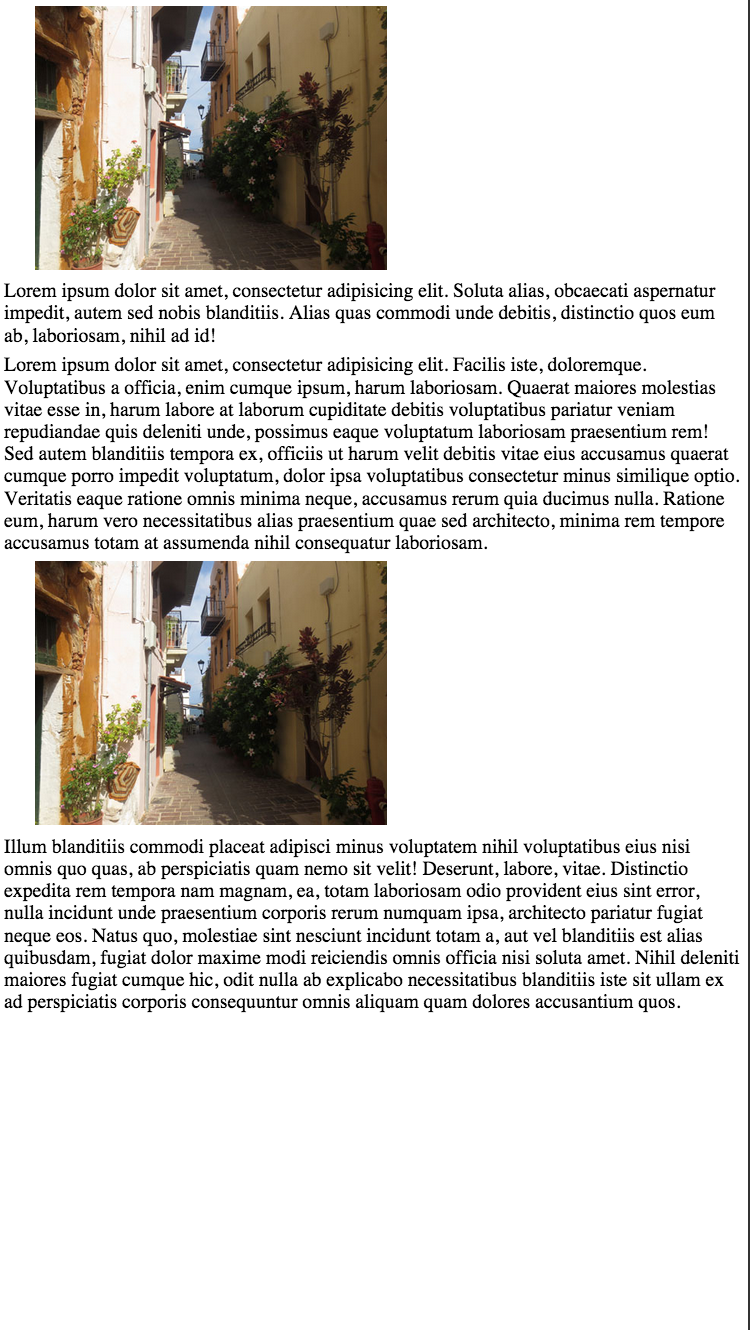 Lorem ipsum dolor sit amet, consectetur adipisicing elit. Soluta alias, obcaecati aspernatur
impedit, autem sed nobis blanditiis. Alias quas commodi unde debitis, distinctio quos eum
ab, laboriosam, nihil ad id!
Lorem ipsum dolor sit amet, consectetur adipisicing elit. Facilis iste, doloremque.
Voluptatibus a officia, enim cumque ipsum, harum laboriosam. Quaerat maiores molestias
vitae esse in, harum labore at laborum cupiditate debitis voluptatibus pariatur veniam
repudiandae quis deleniti unde, possimus eaque voluptatum laboriosam praesentium rem!
Sed autem blanditiis tempora ex, officiis ut harum velit debitis vitae eius accusamus quaerat
cumque porro impedit voluptatum, dolor ipsa voluptatibus consectetur minus similique optio.
Veritatis eaque ratione omnis minima neque, accusamus rerum quia ducimus nulla. Ratione
eum, harum vero necessitatibus alias praesentium quae sed architecto, minima rem tempore
accusamus totam at assumenda nihil consequatur laboriosam.
Illum blanditiis commodi placeat adipisci minus voluptatem nihil voluptatibus eius nisi
omnis quo quas, ab perspiciatis quam nemo sit velit! Deserunt, labore, vitae. Distinctio
expedita rem tempora nam magnam, ea, totam laboriosam odio provident eius sint error,
nulla incidunt unde praesentium corporis rerum numquam ipsa, architecto pariatur fugiat
neque eos. Natus quo, molestiae sint nesciunt incidunt totam a, aut vel blanditiis est alias
quibusdam, fugiat dolor maxime modi reiciendis omnis officia nisi soluta amet. Nihil deleniti
maiores fugiat cumque hic, odit nulla ab explicabo necessitatibus blanditiis iste sit ullam ex
ad perspiciatis corporis consequuntur omnis aliquam quam dolores accusantium quos.